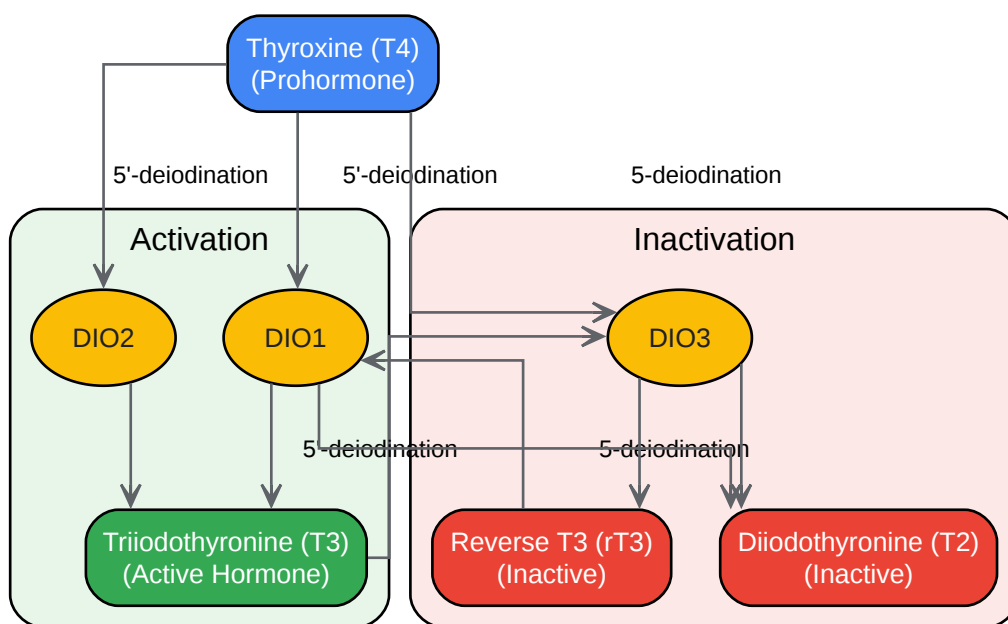 Thyroxine (T4)
(Prohormone)
5'-deiodination
5'-deiodination
5-deiodination
Activation
Inactivation
DIO2
DIO1
DIO3
5'-deiodination
5-deiodination
Triiodothyronine (T3)
(Active Hormone)
Reverse T3 (rT3)
(Inactive)
Diiodothyronine (T2)
(Inactive)